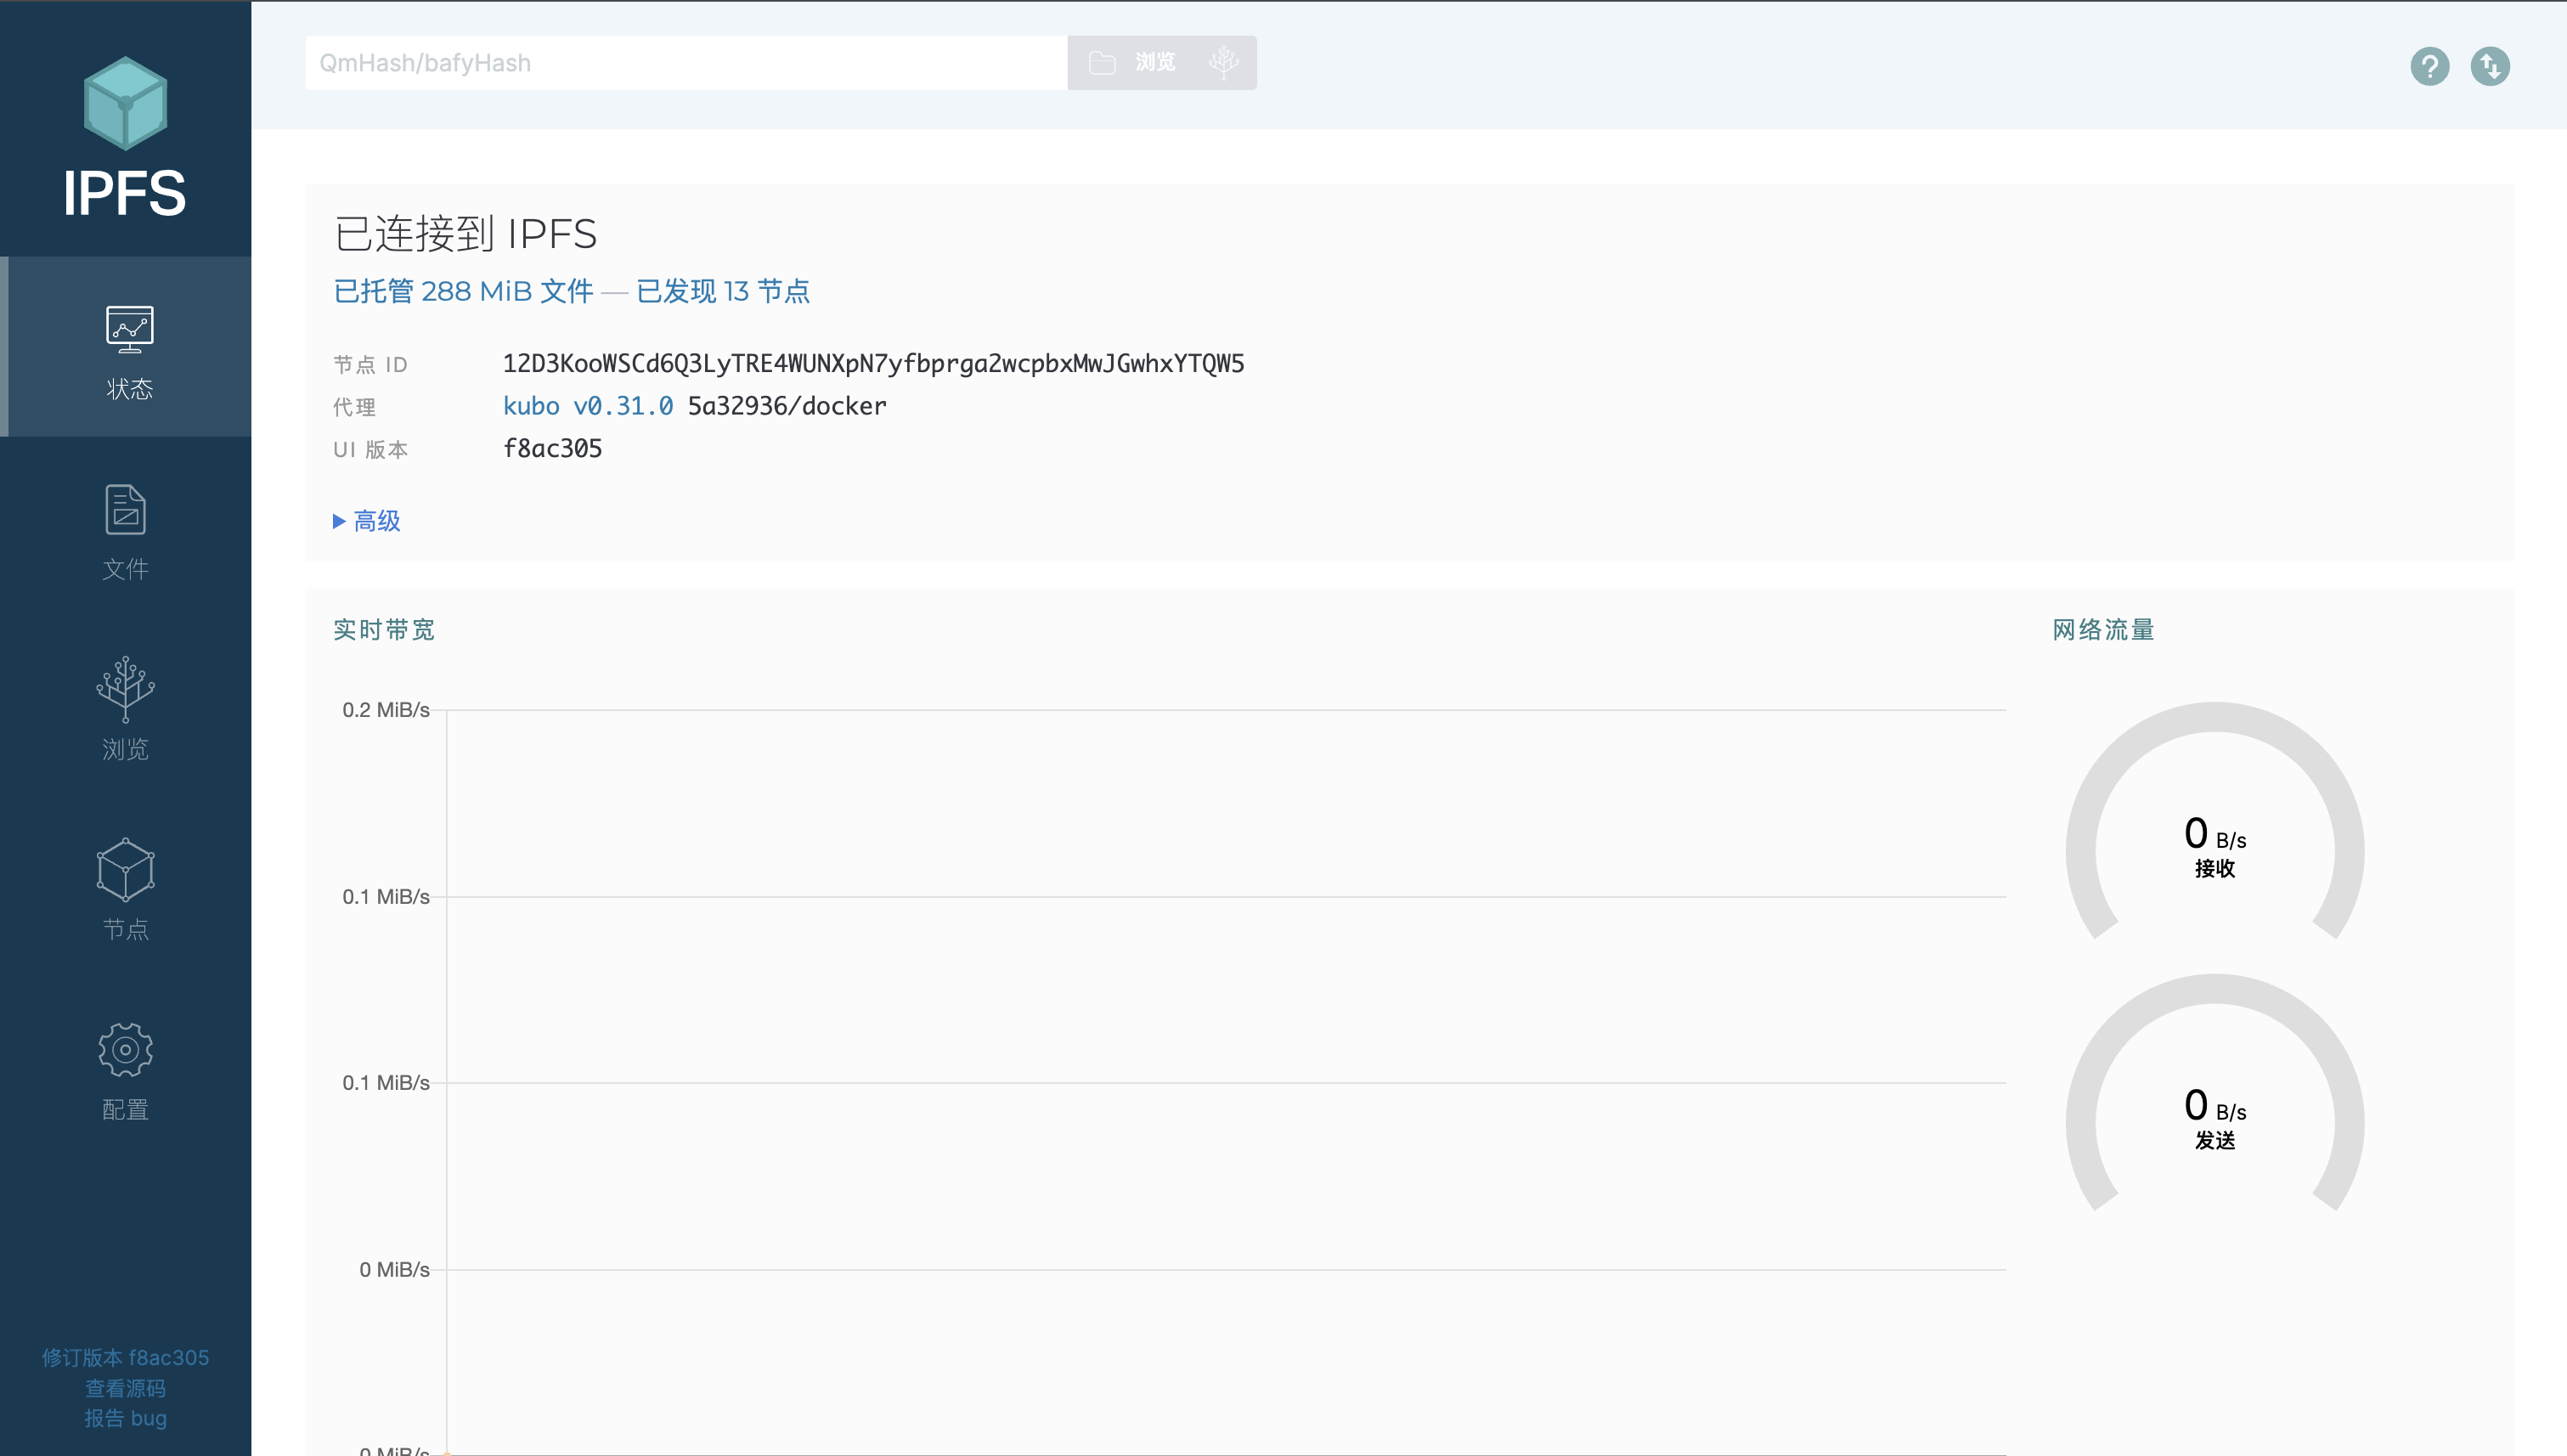 IPFS
状态
文件
浏览
节点
配置
修订版本 f8ac305
查看源码
报告 bug
QmHash/bafyHash
浏览
已连接到 IPFS
已托管 288 MiB 文件 — 已发现 13 节点
节点 ID 12D3KooWSCd6Q3LyTRE4WUNXpN7yfbprga2wcpbxMwJGwhxYTQW5
代理 kubo v0.31.0 5a32936/docker
UI 版本 f8ac305
▶ 高级
实时带宽
0.2 MiB/s
0.1 MiB/s
0.1 MiB/s
0 MiB/s
0 MiB/s
网络流量
0 B/s
接收
0 B/s
发送